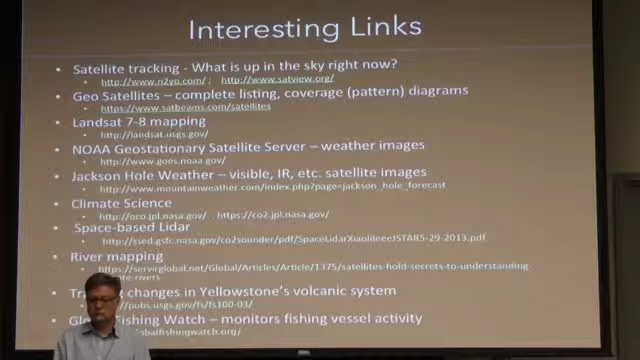 Interesting Links
• Satellite tracking - What is up in the sky right now?
• http://www.n2yo.com/ ; http://www.satview.org/
• Geo Satellites – complete listing, coverage (pattern) diagrams
• https://www.satbeams.com/satellites
• Landsat 7-8 mapping
• http://landsat.usgs.gov/
• NOAA Geostationary Satellite Server – weather images
• http://www.goes.noaa.gov/
• Jackson Hole Weather – visible, IR, etc. satellite images
• http://www.mountainweather.com/index.php?page=jackson_hole_forecast
• Climate Science
• http://oco.jpl.nasa.gov/ https://co2.jpl.nasa.gov/
• Space-based Lidar
• http://ssed.gsfc.nasa.gov/co2sounder/pdf/SpaceLidarXiaoliteeeJSTA85-29-2013.pdf
• River mapping
• https://servirglobal.net/Global/Articles/Article/1375/satellites-hold-secrets-to-understanding
-rivers
• changes in Yellowstone's volcanic system
pubs.usgs.gov/fs/fs100-03/
• Fishing Watch – monitors fishing vessel activity
globalfishingwatch.org/